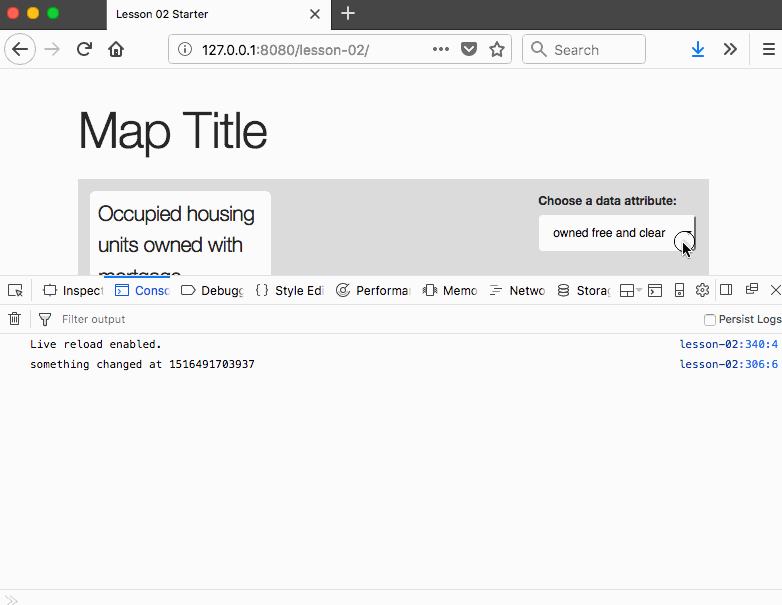 Lesson 02 Starter
127.0.0.1:8080/lesson-02/
Search
Map Title
Occupied housing
units owned with
mortgage
Choose a data attribute:
owned free and clear
Inspect Conso Debugg Style Edi Performa Memo Netwo Storag
Filter output
Persist Logs
Live reload enabled. lesson-02:340:4
something changed at 1516491703937 lesson-02:306:6